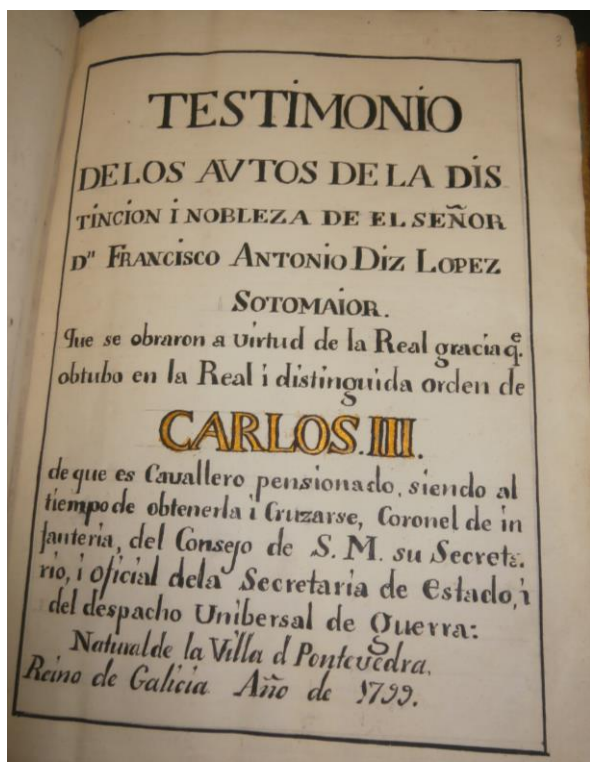 3
TESTIMONIO
DE LOS AVTOS DE LA DIS
TINCION I NOBLEZA DE EL SEÑOR
Dⁿ FRANCISCO ANTONIO DIZ LOPEZ
SOTOMAIOR.
Que se obraron a virtud de la Real gracia q.ᵉ
obtubo en la Real i distinguida orden de
CARLOS.III.
de que es Cavallero pensionado, siendo al
tiempo de obtenerla i Cruzarse, Coronel de in
fanteria, del Consejo de S. M. su Secreta.
rio, i oficial dela Secretaria de Estado, i
del despacho Unibersal de Guerra:
Natural de la Villa d Pontevedra,
Reino de Galicia Año de 1799.